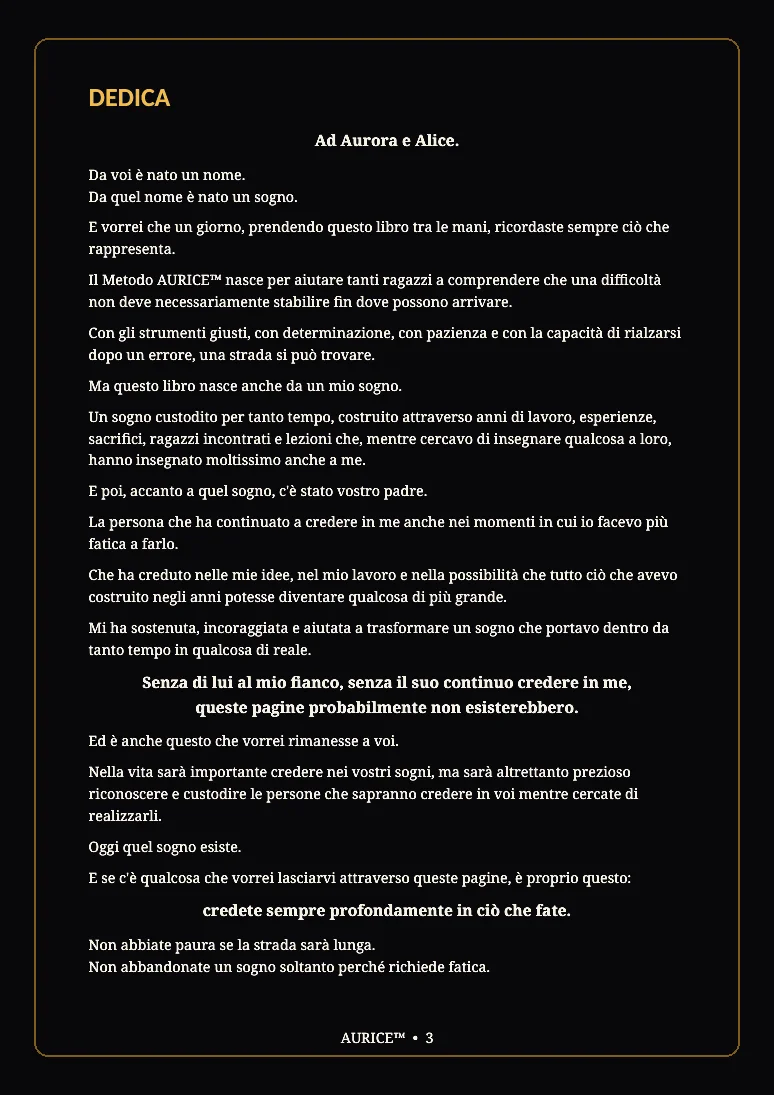 DEDICA
Ad Aurora e Alice.
Da voi è nato un nome.
Da quel nome è nato un sogno.
E vorrei che un giorno, prendendo questo libro tra le mani, ricordaste sempre ciò che
rappresenta.
Il Metodo AURICE™ nasce per aiutare tanti ragazzi a comprendere che una difficoltà
non deve necessariamente stabilire fin dove possono arrivare.
Con gli strumenti giusti, con determinazione, con pazienza e con la capacità di rialzarsi
dopo un errore, una strada si può trovare.
Ma questo libro nasce anche da un mio sogno.
Un sogno custodito per tanto tempo, costruito attraverso anni di lavoro, esperienze,
sacrifici, ragazzi incontrati e lezioni che, mentre cercavo di insegnare qualcosa a loro,
hanno insegnato moltissimo anche a me.
E poi, accanto a quel sogno, c'è stato vostro padre.
La persona che ha continuato a credere in me anche nei momenti in cui io facevo più
fatica a farlo.
Che ha creduto nelle mie idee, nel mio lavoro e nella possibilità che tutto ciò che avevo
costruito negli anni potesse diventare qualcosa di più grande.
Mi ha sostenuta, incoraggiata e aiutata a trasformare un sogno che portavo dentro da
tanto tempo in qualcosa di reale.
Senza di lui al mio fianco, senza il suo continuo credere in me,
queste pagine probabilmente non esisterebbero.
Ed è anche questo che vorrei rimanesse a voi.
Nella vita sarà importante credere nei vostri sogni, ma sarà altrettanto prezioso
riconoscere e custodire le persone che sapranno credere in voi mentre cercate di
realizzarli.
Oggi quel sogno esiste.
E se c'è qualcosa che vorrei lasciarvi attraverso queste pagine, è proprio questo:
credete sempre profondamente in ciò che fate.
Non abbiate paura se la strada sarà lunga.
Non abbandonate un sogno soltanto perché richiede fatica.
AURICE™ • 3